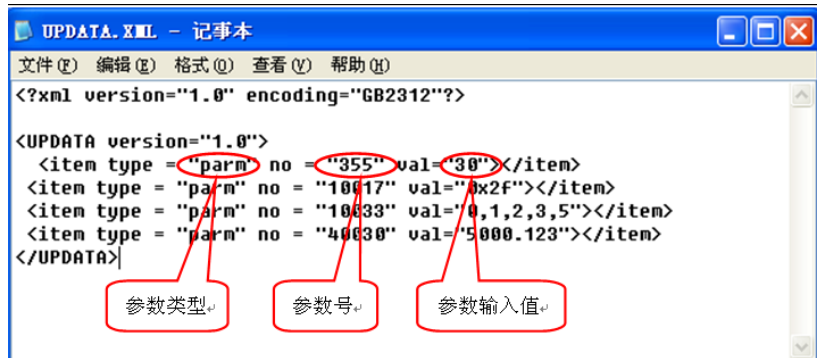 UPDATA.XML - 记事本
文件(F) 编辑(E) 格式(O) 查看(V) 帮助(H)
<?xml version="1.0" encoding="GB2312"?>
<UPDATA version="1.0">
<item type = "parm" no = "355" val="30"></item>
<item type = "parm" no = "10017" val="0x2f"></item>
<item type = "parm" no = "10033" val="0,1,2,3,5"></item>
<item type = "parm" no = "40030" val="5000.123"></item>
</UPDATA>
参数类型 参数号 参数输入值